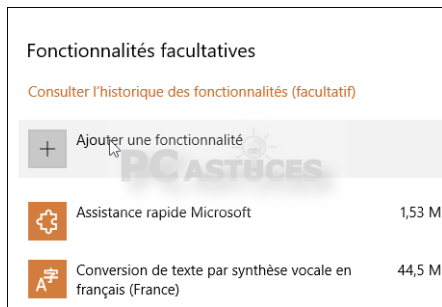 Fonctionnalités facultatives
Consulter l'historique des fonctionnalités (facultatif)
Ajouter une fonctionnalité
PC ASTUCES
Assistance rapide Microsoft 1,53 M
Conversion de texte par synthèse vocale en 44,5 M
français (France)